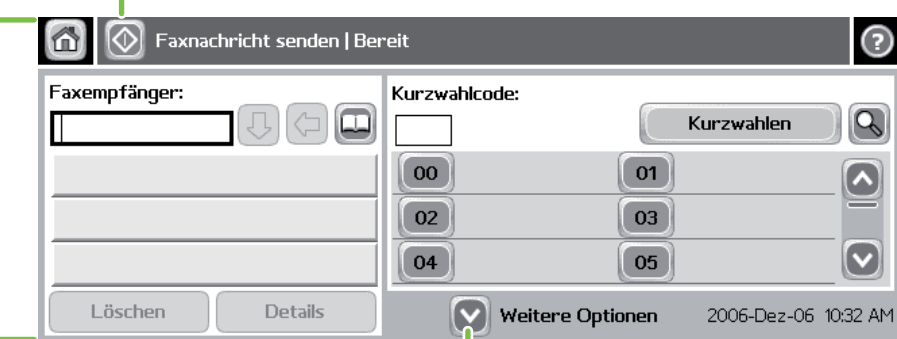 Faxnachricht senden | Bereit
?
Faxempfänger:
Kurzwahlcode:
Kurzwahlen
00 01
02 03
04 05
Löschen Details
Weitere Optionen 2006-Dez-06 10:32 AM